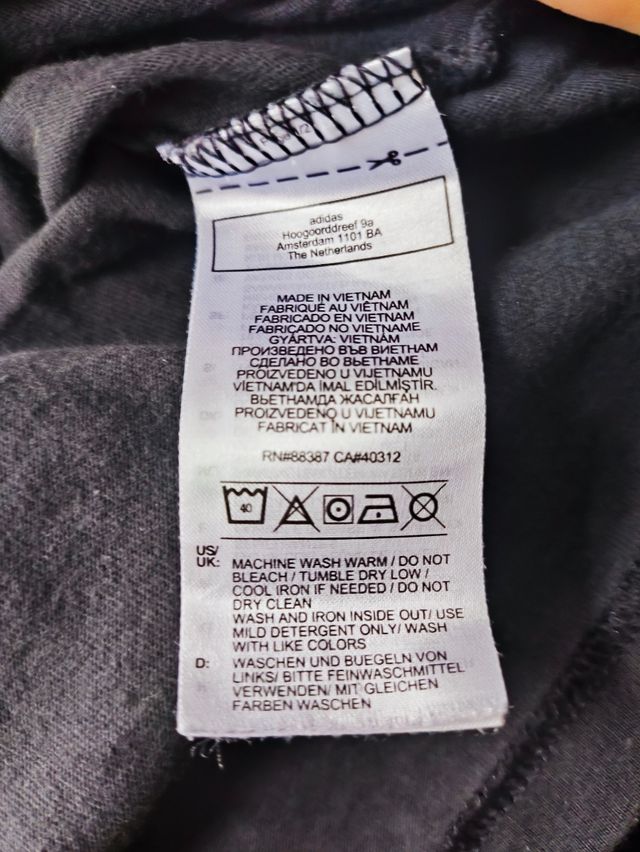 adidas
Hoogoorddreef 9a
Amsterdam 1101 BA
The Netherlands
MADE IN VIETNAM
FABRIQUÉ AU VIÊTNAM
FABRICADO EN VIETNAM
FABRICADO NO VIETNAME
GYÁRTVA: VIETNÁM
ПРОИЗВЕДЕНО ВЪВ ВИЕТНАМ
СДЕЛАНО ВО ВЬЕТНАМЕ
PROIZVEDENO U VIJETNAMU
VİETNAM'DA İMAL EDİLMİŞTİR.
ВЬЕТНАМДА ЖАСАЛҒАН
PROIZVEDENO U VIJETNAMU
FABRICAT ÎN VIETNAM
RN#88387 CA#40312
40
US/
UK: MACHINE WASH WARM / DO NOT
BLEACH / TUMBLE DRY LOW /
COOL IRON IF NEEDED / DO NOT
DRY CLEAN
WASH AND IRON INSIDE OUT/ USE
MILD DETERGENT ONLY/ WASH
WITH LIKE COLORS
D: WASCHEN UND BUEGELN VON
LINKS/ BITTE FEINWASCHMITTEL
VERWENDEN/ MIT GLEICHEN
FARBEN WASCHEN